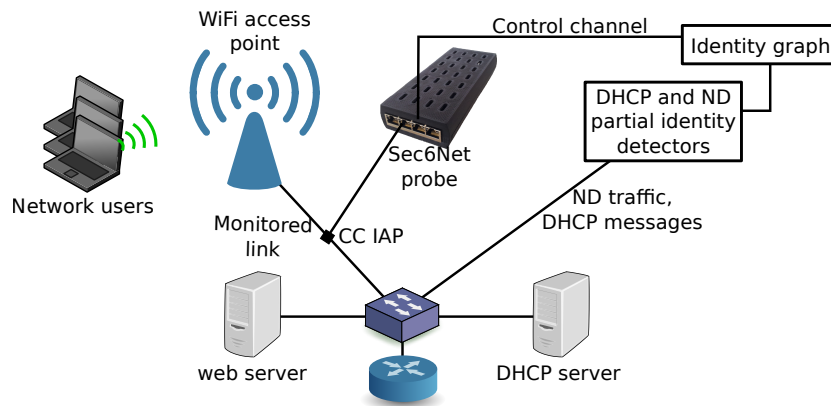 WiFi access
point
Control channel
Identity graph
DHCP and ND
partial identity
detectors
Sec6Net
probe
Network users
ND traffic,
DHCP messages
Monitored
link
CC IAP
web server
DHCP server